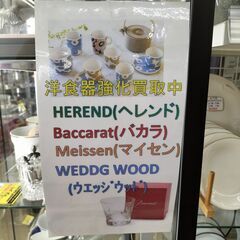 洋食器強化買取中
HEREND(ヘレンド)
Baccarat(バカラ)
Meissen(マイセン)
WEDDG WOOD
(ウエッジウッド)